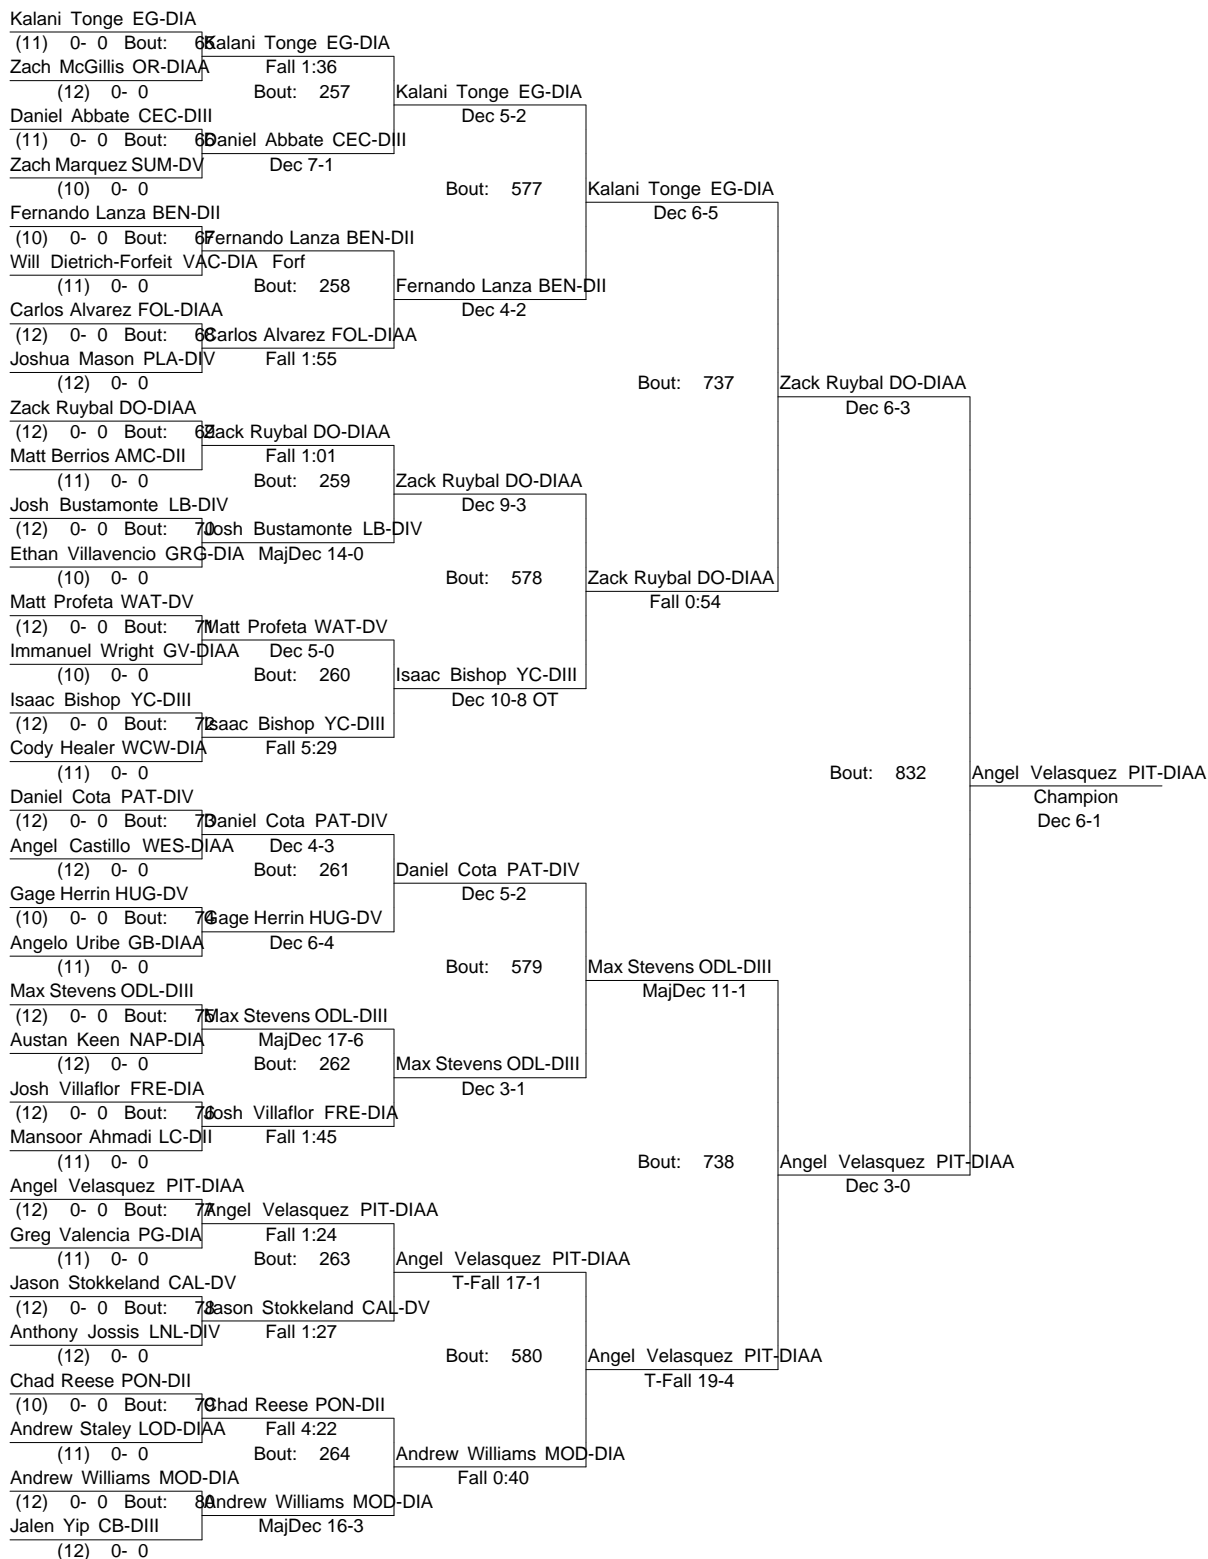 Kalani Tonge EG-DIA
(11) 0- 0 Bout: 65 Kalani Tonge EG-DIA
Zach McGillis OR-DIAA Fall 1:36
(12) 0- 0 Bout: 257 Kalani Tonge EG-DIA
Daniel Abbate CEC-DIII Dec 5-2
(11) 0- 0 Bout: 66 Daniel Abbate CEC-DIII
Zach Marquez SUM-DV Dec 7-1
(10) 0- 0 Bout: 577 Kalani Tonge EG-DIA
Fernando Lanza BEN-DII Dec 6-5
(10) 0- 0 Bout: 67 Fernando Lanza BEN-DII
Will Dietrich-Forfeit VAC-DIA Forf
(11) 0- 0 Bout: 258 Fernando Lanza BEN-DII
Carlos Alvarez FOL-DIAA Dec 4-2
(12) 0- 0 Bout: 68 Carlos Alvarez FOL-DIAA
Joshua Mason PLA-DIV Fall 1:55
(12) 0- 0 Bout: 737 Zack Ruybal DO-DIAA
Zack Ruybal DO-DIAA Dec 6-3
(12) 0- 0 Bout: 69 Zack Ruybal DO-DIAA
Matt Berrios AMC-DII Fall 1:01
(11) 0- 0 Bout: 259 Zack Ruybal DO-DIAA
Josh Bustamonte LB-DIV Dec 9-3
(12) 0- 0 Bout: 70 Josh Bustamonte LB-DIV
Ethan Villavencio GRG-DIA MajDec 14-0
(10) 0- 0 Bout: 578 Zack Ruybal DO-DIAA
Matt Profeta WAT-DV Fall 0:54
(12) 0- 0 Bout: 71 Matt Profeta WAT-DV
Immanuel Wright GV-DIAA Dec 5-0
(10) 0- 0 Bout: 260 Isaac Bishop YC-DIII
Isaac Bishop YC-DIII Dec 10-8 OT
(12) 0- 0 Bout: 72 Isaac Bishop YC-DIII
Cody Healer WCW-DIA Fall 5:29
(11) 0- 0 Bout: 832 Angel Velasquez PIT-DIAA
Daniel Cota PAT-DIV Champion
(12) 0- 0 Bout: 73 Daniel Cota PAT-DIV Dec 6-1
Angel Castillo WES-DIAA Dec 4-3
(12) 0- 0 Bout: 261 Daniel Cota PAT-DIV
Gage Herrin HUG-DV Dec 5-2
(10) 0- 0 Bout: 74 Gage Herrin HUG-DV
Angelo Uribe GB-DIAA Dec 6-4
(11) 0- 0 Bout: 579 Max Stevens ODL-DIII
Max Stevens ODL-DIII MajDec 11-1
(12) 0- 0 Bout: 75 Max Stevens ODL-DIII
Austan Keen NAP-DIA MajDec 17-6
(12) 0- 0 Bout: 262 Max Stevens ODL-DIII
Josh Villaflor FRE-DIA Dec 3-1
(12) 0- 0 Bout: 76 Josh Villaflor FRE-DIA
Mansoor Ahmadi LC-DII Fall 1:45
(11) 0- 0 Bout: 738 Angel Velasquez PIT-DIAA
Angel Velasquez PIT-DIAA Dec 3-0
(12) 0- 0 Bout: 77 Angel Velasquez PIT-DIAA
Greg Valencia PG-DIA Fall 1:24
(11) 0- 0 Bout: 263 Angel Velasquez PIT-DIAA
Jason Stokkeland CAL-DV T-Fall 17-1
(12) 0- 0 Bout: 78 Jason Stokkeland CAL-DV
Anthony Jossis LNL-DIV Fall 1:27
(12) 0- 0 Bout: 580 Angel Velasquez PIT-DIAA
Chad Reese PON-DII T-Fall 19-4
(10) 0- 0 Bout: 79 Chad Reese PON-DII
Andrew Staley LOD-DIAA Fall 4:22
(11) 0- 0 Bout: 264 Andrew Williams MOD-DIA
Andrew Williams MOD-DIA Fall 0:40
(12) 0- 0 Bout: 80 Andrew Williams MOD-DIA
Jalen Yip CB-DIII MajDec 16-3
(12) 0- 0